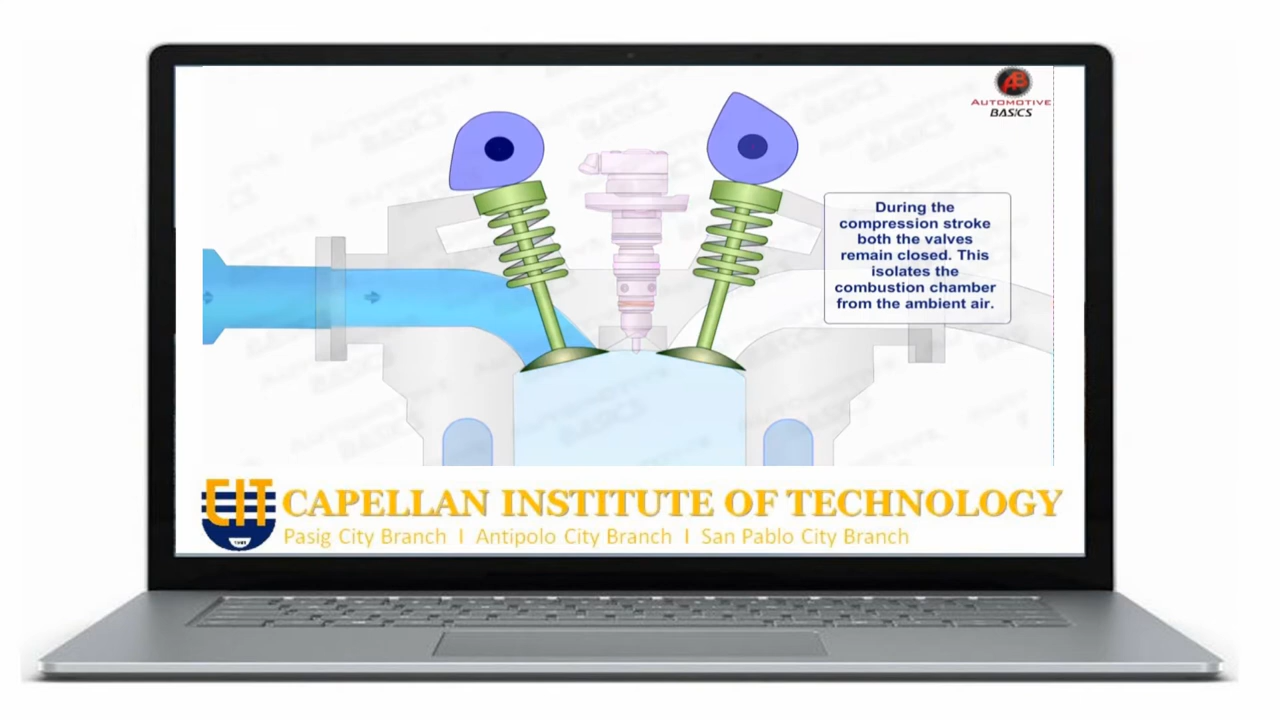 AUTOMOTIVE
BASICS
During the
compression stroke
both the valves
remain closed. This
isolates the
combustion chamber
from the ambient air.
CIT
CAPELLAN INSTITUTE OF TECHNOLOGY
Pasig City Branch I Antipolo City Branch I San Pablo City Branch